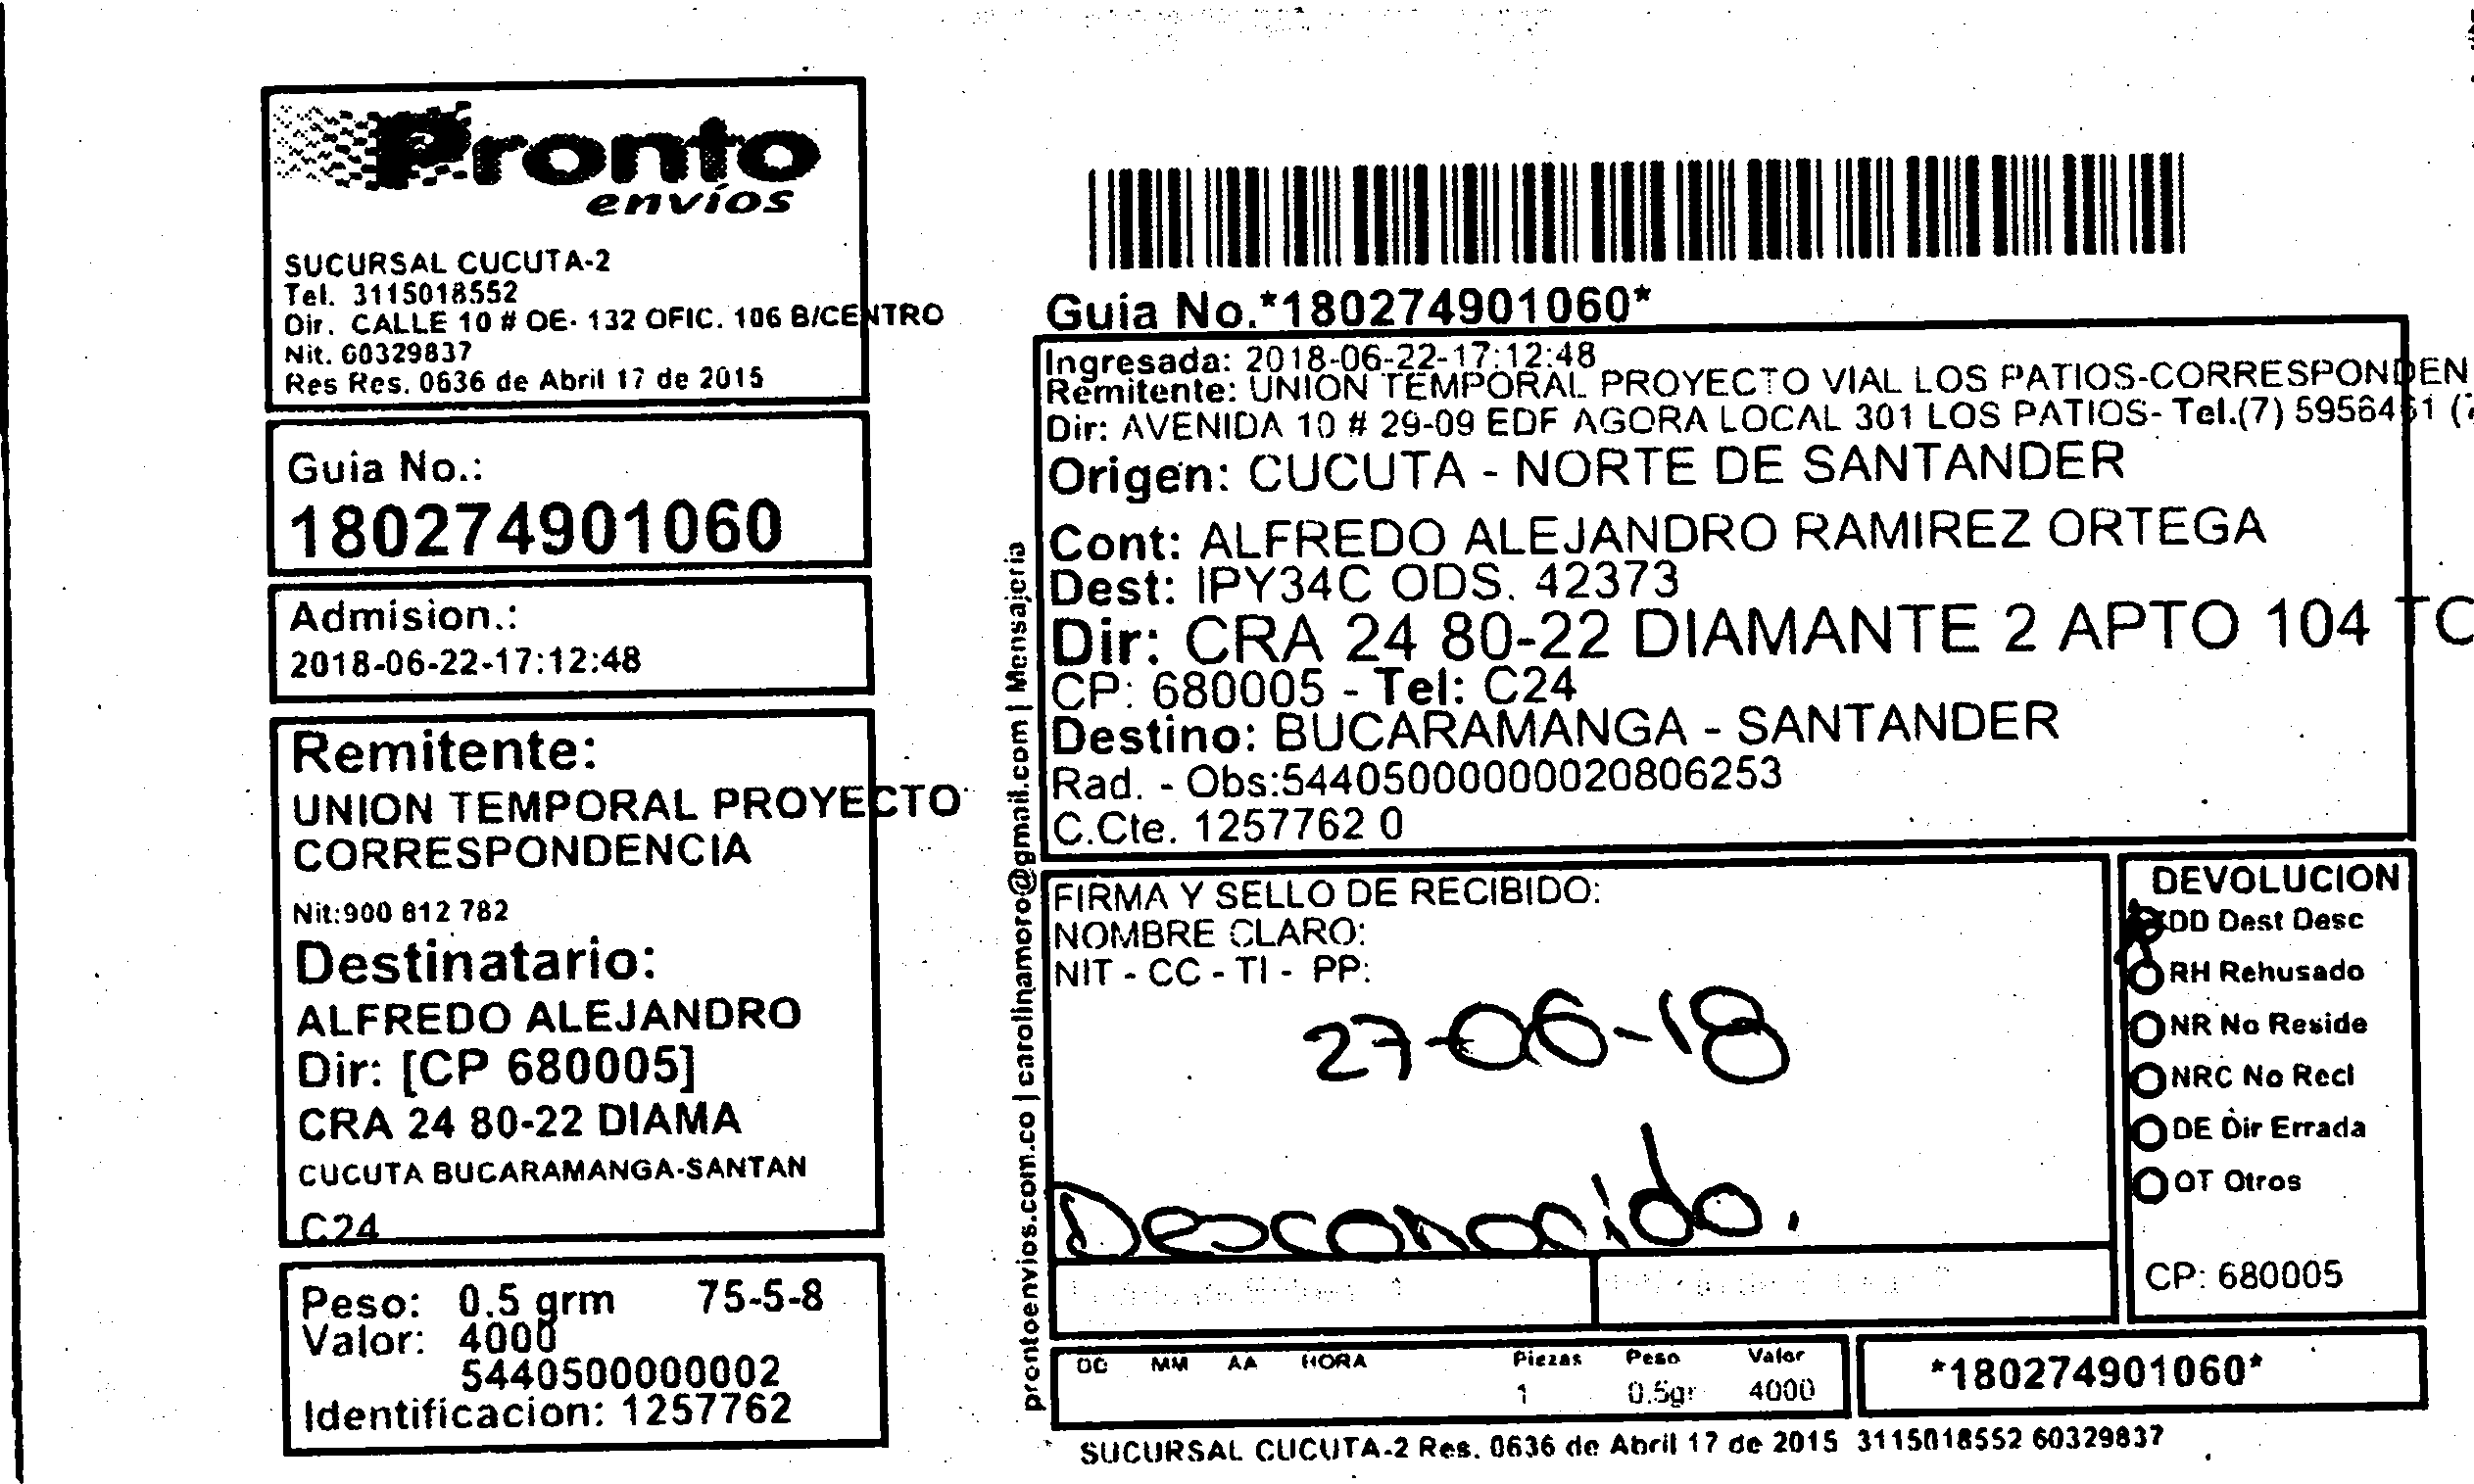 Pronto
envíos
SUCURSAL CUCUTA-2
Tel. 3115018552
Dir. CALLE 10 # OE- 132 OFIC. 106 B/CENTRO
Nit. 60329837
Res Res. 0636 de Abril 17 de 2015
Guia No.:
180274901060
Admision.:
2018-06-22-17:12:48
Remitente:
UNION TEMPORAL PROYECTO
CORRESPONDENCIA
Nit:900 812 782
Destinatario:
ALFREDO ALEJANDRO
Dir: [CP 680005]
CRA 24 80-22 DIAMA
CUCUTA BUCARAMANGA-SANTAN
C24
Peso: 0.5 grm 75-5-8
Valor: 4000
5440500000002
Identificacion: 1257762
prontoenvios.com.co | carolinamoro@gmail.com | Mensajeria
Guia No.*180274901060*
Ingresada: 2018-06-22-17:12:48
Remitente: UNION TEMPORAL PROYECTO VIAL LOS PATIOS-CORRESPONDEN
Dir: AVENIDA 10 # 29-09 EDF AGORA LOCAL 301 LOS PATIOS- Tel.(7) 5956461 (7
Origen: CUCUTA - NORTE DE SANTANDER
Cont: ALFREDO ALEJANDRO RAMIREZ ORTEGA
Dest: IPY34C ODS. 42373
Dir: CRA 24 80-22 DIAMANTE 2 APTO 104 TO
CP: 680005 - Tel: C24
Destino: BUCARAMANGA - SANTANDER
Rad. - Obs:54405000000020806253
C.Cte. 1257762 0
FIRMA Y SELLO DE RECIBIDO:
NOMBRE CLARO:
NIT - CC - TI - PP:
27-06-18
Desconocido.
DEVOLUCION
DD Dest Desc
RH Rehusado
NR No Reside
NRC No Recl
DE Dir Errada
OT Otros
CP: 680005
DD MM AA HORA Piezas Peso Valor
1 0.5gr 4000
*180274901060*
SUCURSAL CUCUTA-2 Res. 0636 de Abril 17 de 2015 3115018552 60329837